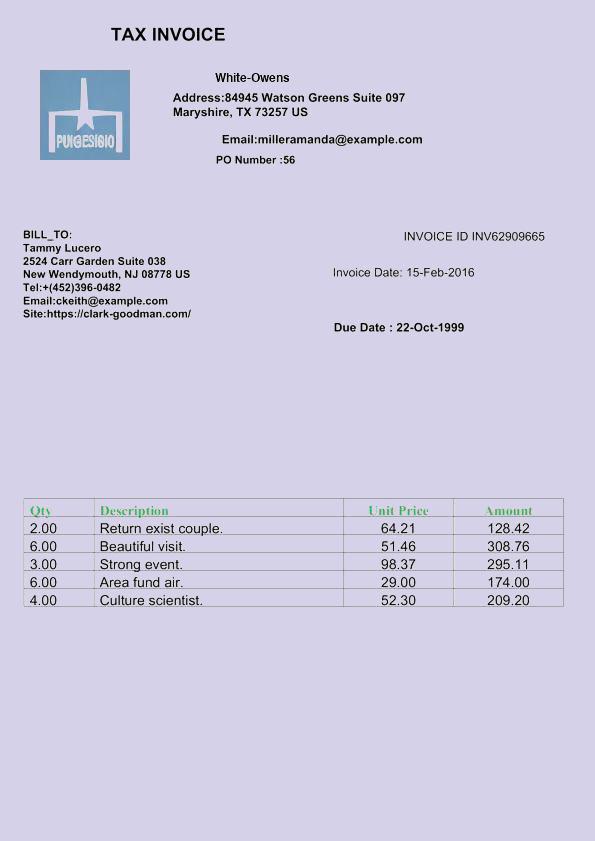 TAX INVOICE
White-Owens
Address:84945 Watson Greens Suite 097
Maryshire, TX 73257 US
Email:milleramanda@example.com
PO Number :56
PUIGESIGIO
BILL_TO:
Tammy Lucero
2524 Carr Garden Suite 038
New Wendymouth, NJ 08778 US
Tel:+(452)396-0482
Email:ckeith@example.com
Site:https://clark-goodman.com/
INVOICE ID INV62909665
Invoice Date: 15-Feb-2016
Due Date : 22-Oct-1999
Qty Description Unit Price Amount
2.00 Return exist couple. 64.21 128.42
6.00 Beautiful visit. 51.46 308.76
3.00 Strong event. 98.37 295.11
6.00 Area fund air. 29.00 174.00
4.00 Culture scientist. 52.30 209.20